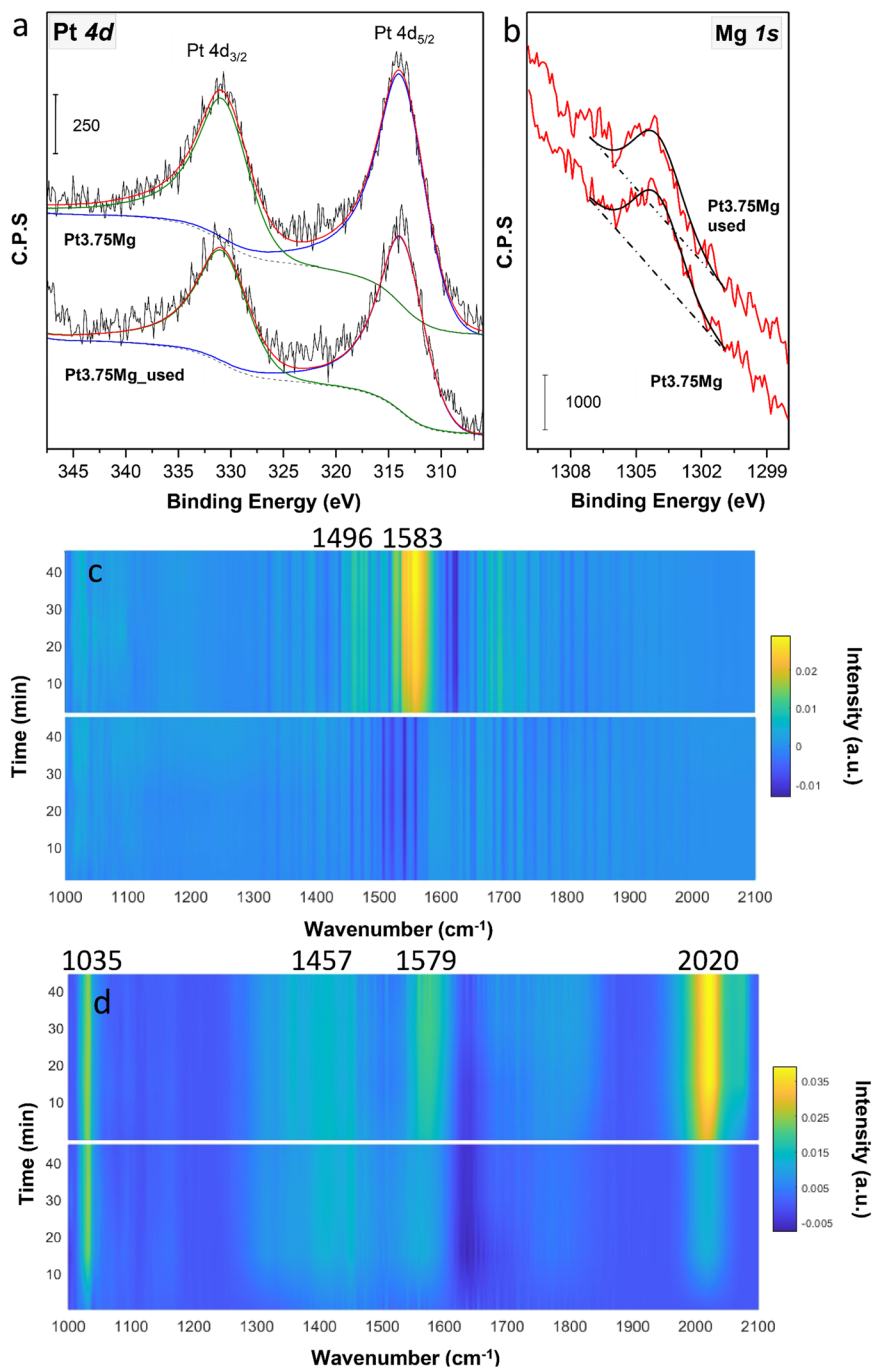 a Pt 4d
Pt 4d3/2
Pt 4d5/2
250
C.P.S
Pt3.75Mg
Pt3.75Mg_used
345 340 335 330 325 320 315 310
Binding Energy (eV)
b Mg 1s
C.P.S
Pt3.75Mg
used
Pt3.75Mg
1000
1308 1305 1302 1299
Binding Energy (eV)
1496 1583
c
40
30
20
10
40
30
20
10
Time (min)
1000 1100 1200 1300 1400 1500 1600 1700 1800 1900 2000 2100
Wavenumber (cm-1)
0.02
0.01
0
-0.01
Intensity (a.u.)
1035 1457 1579 2020
d
40
30
20
10
40
30
20
10
Time (min)
1000 1100 1200 1300 1400 1500 1600 1700 1800 1900 2000 2100
Wavenumber (cm-1)
0.035
0.025
0.015
0.005
-0.005
Intensity (a.u.)